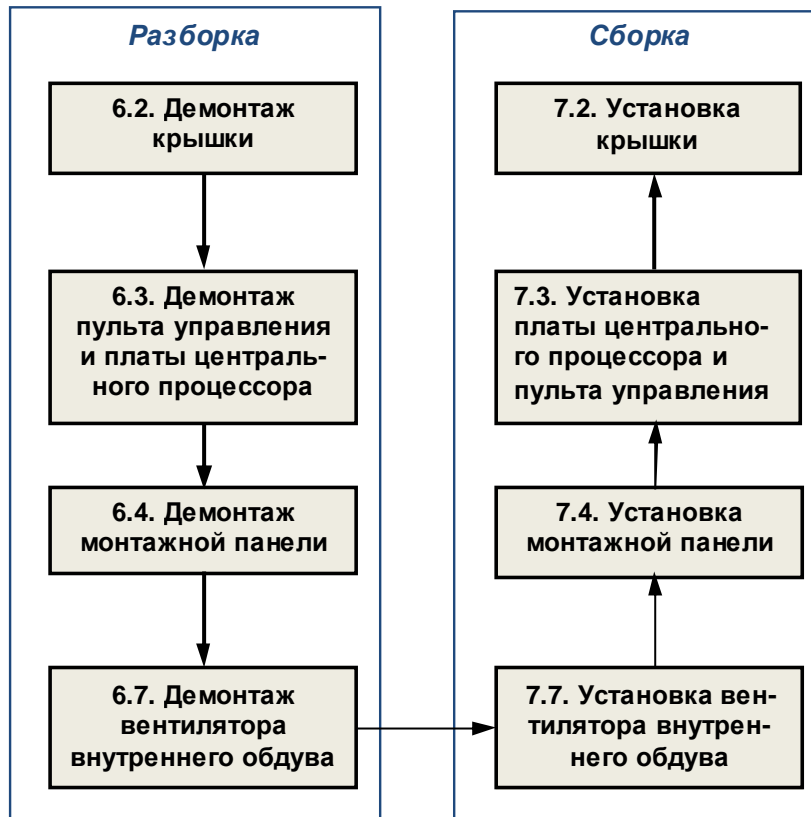 Разборка
6.2. Демонтаж
крышки
6.3. Демонтаж
пульта управления
и платы централь-
ного процессора
6.4. Демонтаж
монтажной панели
6.7. Демонтаж
вентилятора
внутреннего обдува
Сборка
7.2. Установка
крышки
7.3. Установка
платы центрально-
го процессора и
пульта управления
7.4. Установка
монтажной панели
7.7. Установка вен-
тилятора внутрен-
него обдува